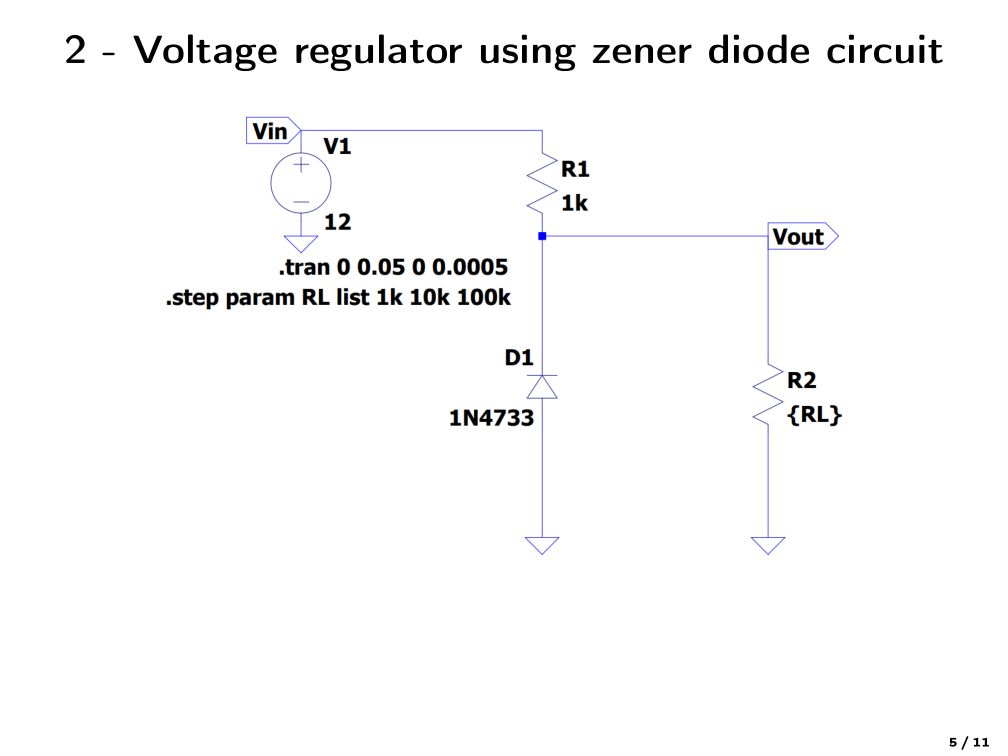 2 - Voltage regulator using zener diode circuit
Vin
V1
12
R1
1k
Vout
.tran 0 0.05 0 0.0005
.step param RL list 1k 10k 100k
D1
1N4733
R2
{RL}
5 / 11